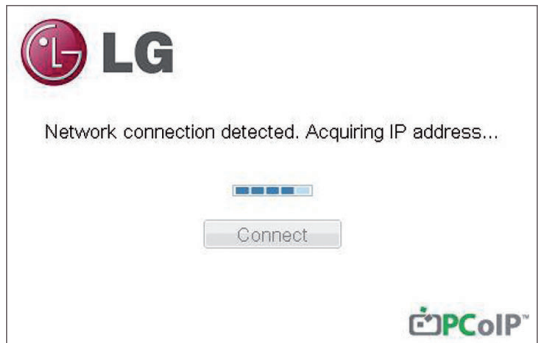 LG
Network connection detected. Acquiring IP address...
Connect
PCoIP™